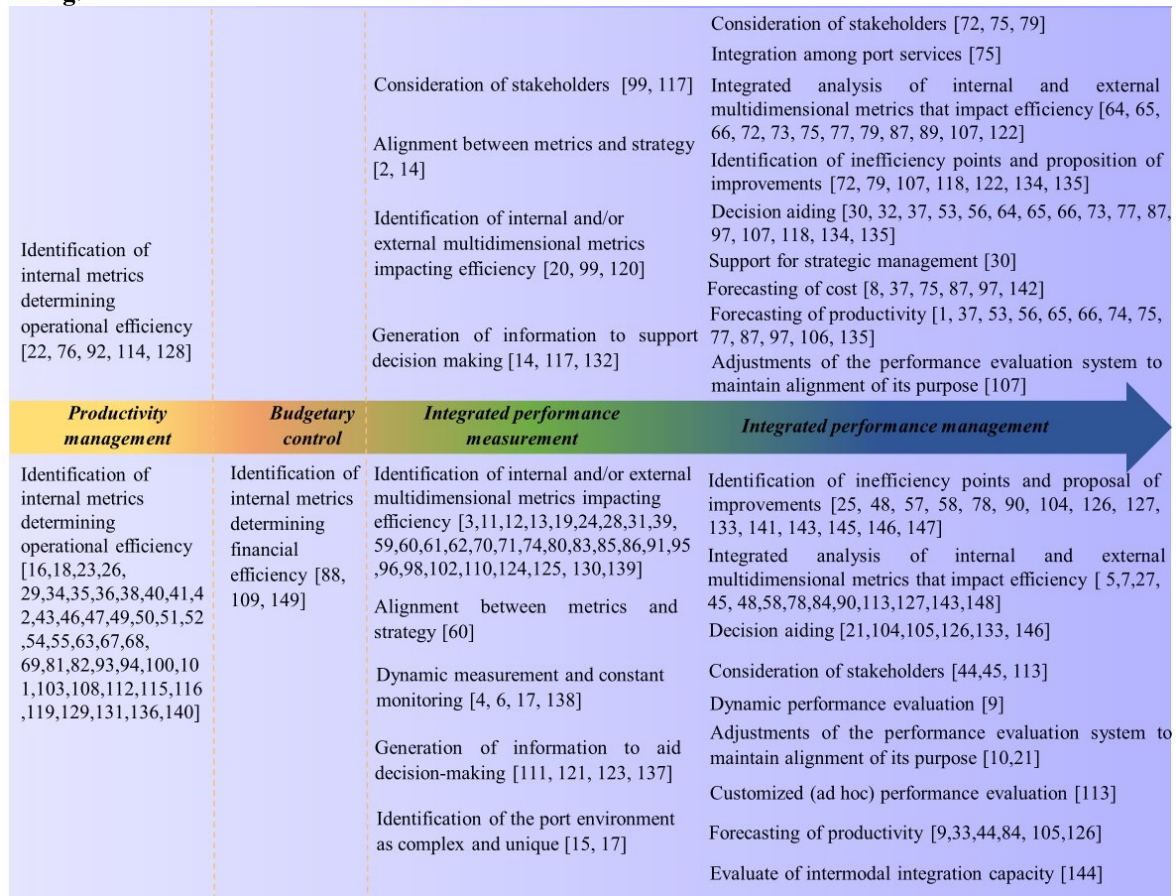 Identification of
internal metrics
determining
operational efficiency
[22, 76, 92, 114, 128]
Consideration of stakeholders [99, 117]
Alignment between metrics and strategy
[2, 14]
Identification of internal and/or
external multidimensional metrics
impacting efficiency [20, 99, 120]
Generation of information to support
decision making [14, 117, 132]
Consideration of stakeholders [72, 75, 79]
Integration among port services [75]
Integrated analysis of internal and external
multidimensional metrics that impact efficiency [64, 65,
66, 72, 73, 75, 77, 79, 87, 89, 107, 122]
Identification of inefficiency points and proposition of
improvements [72, 79, 107, 118, 122, 134, 135]
Decision aiding [30, 32, 37, 53, 56, 64, 65, 66, 73, 77, 87,
97, 107, 118, 134, 135]
Support for strategic management [30]
Forecasting of cost [8, 37, 75, 87, 97, 142]
Forecasting of productivity [1, 37, 53, 56, 65, 66, 74, 75,
77, 87, 97, 106, 135]
Adjustments of the performance evaluation system to
maintain alignment of its purpose [107]
Productivity
management
Budgetary
control
Integrated performance
measurement
Integrated performance management
Identification of
internal metrics
determining
operational efficiency
[16,18,23,26,
29,34,35,36,38,40,41,4
2,43,46,47,49,50,51,52
,54,55,63,67,68,
69,81,82,93,94,100,10
1,103,108,112,115,116
,119,129,131,136,140]
Identification of
internal metrics
determining
financial
efficiency [88,
109, 149]
Identification of internal and/or external
multidimensional metrics impacting
efficiency [3,11,12,13,19,24,28,31,39,
59,60,61,62,70,71,74,80,83,85,86,91,95
,96,98,102,110,124,125, 130,139]
Alignment between metrics and
strategy [60]
Dynamic measurement and constant
monitoring [4, 6, 17, 138]
Generation of information to aid
decision-making [111, 121, 123, 137]
Identification of the port environment
as complex and unique [15, 17]
Identification of inefficiency points and proposal of
improvements [25, 48, 57, 58, 78, 90, 104, 126, 127,
133, 141, 143, 145, 146, 147]
Integrated analysis of internal and external
multidimensional metrics that impact efficiency [ 5,7,27,
45, 48,58,78,84,90,113,127,143,148]
Decision aiding [21,104,105,126,133, 146]
Consideration of stakeholders [44,45, 113]
Dynamic performance evaluation [9]
Adjustments of the performance evaluation system to
maintain alignment of its purpose [10,21]
Customized (ad hoc) performance evaluation [113]
Forecasting of productivity [9,33,44,84, 105,126]
Evaluate of intermodal integration capacity [144]